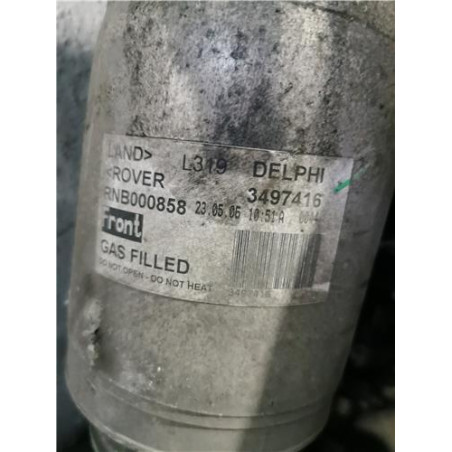 LAND> L319 DELPHI
<ROVER 3497416
RNB000858 23.05.06 10:51A
Front
GAS FILLED
DO NOT OPEN - DO NOT HEAT
3497416